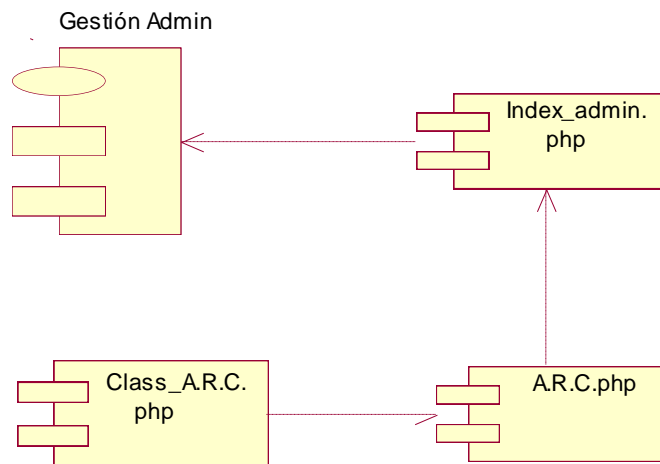 Gestión Admin
Index_admin.
php
Class_A.R.C.
php
A.R.C.php